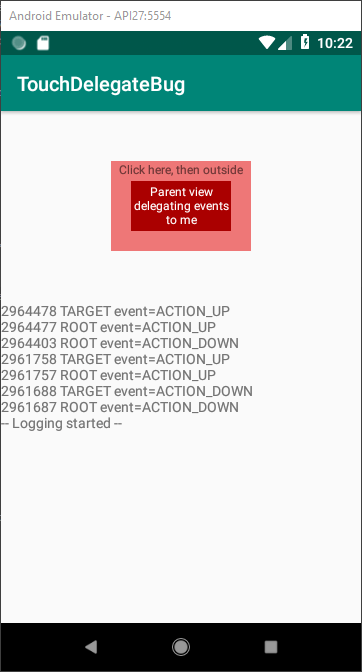 Android Emulator - API27:5554
10:22
TouchDelegateBug
Click here, then outside
Parent view
delegating events
to me
2964478 TARGET event=ACTION_UP
2964477 ROOT event=ACTION_UP
2964403 ROOT event=ACTION_DOWN
2961758 TARGET event=ACTION_UP
2961757 ROOT event=ACTION_UP
2961688 TARGET event=ACTION_DOWN
2961687 ROOT event=ACTION_DOWN
-- Logging started --